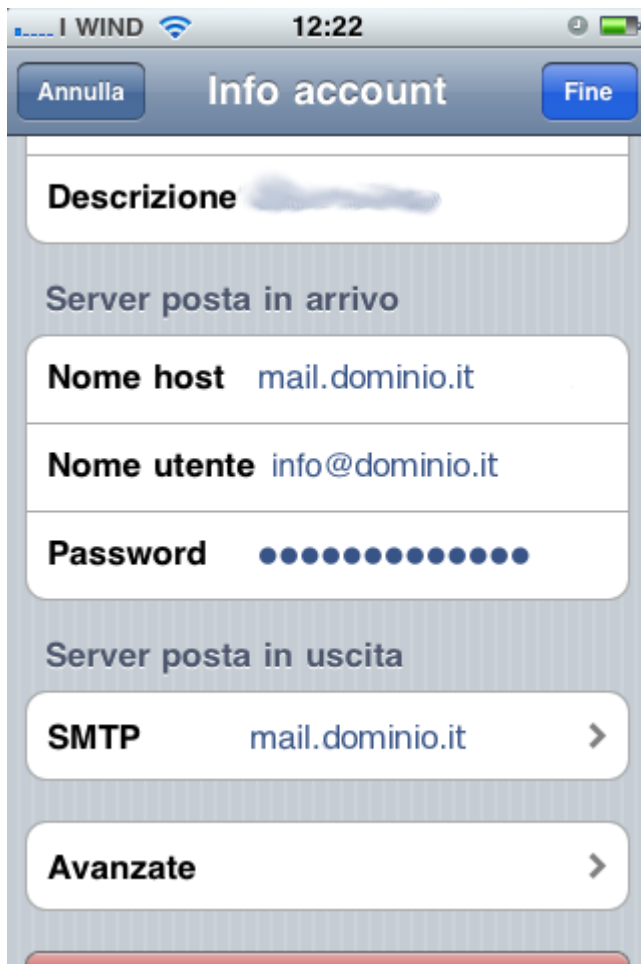 I WIND 12:22
Annulla Info account Fine
Descrizione
Server posta in arrivo
Nome host mail.dominio.it
Nome utente info@dominio.it
Password ●●●●●●●●●●●●●
Server posta in uscita
SMTP mail.dominio.it
Avanzate